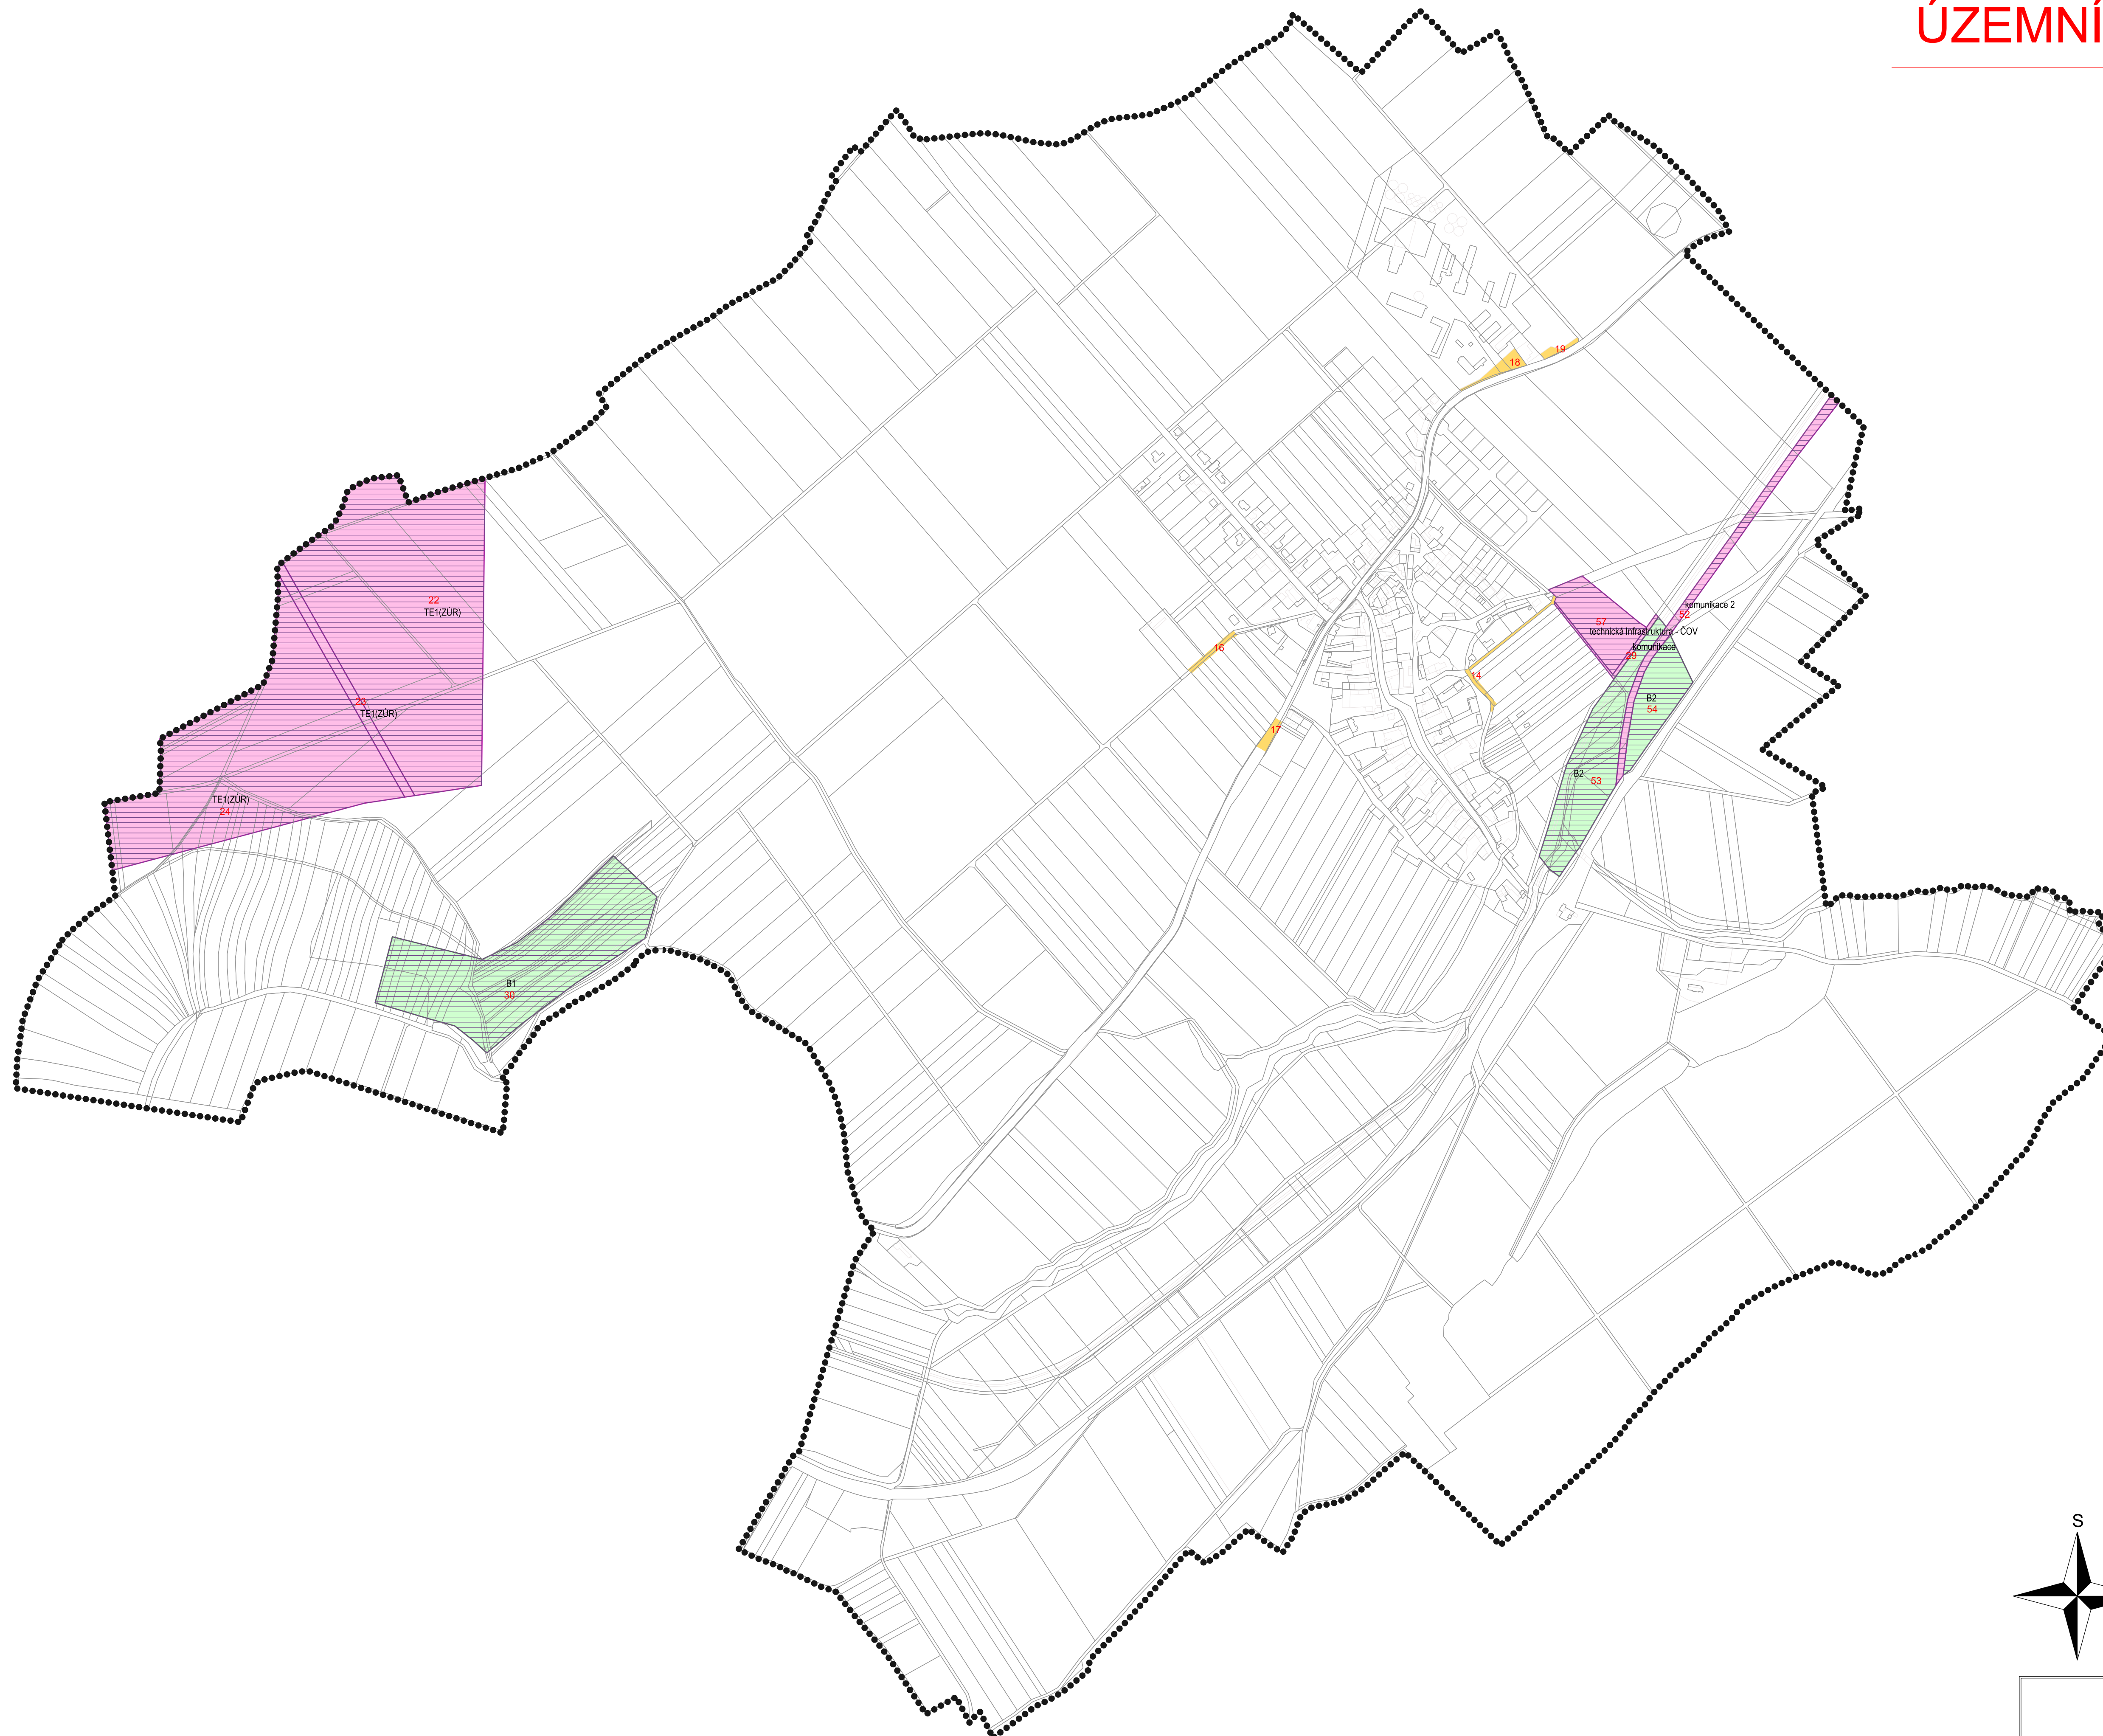 ÚZEMNÍ
19
18
22
TE1(ZÚR)
komunikace 2
52
57
technická infrastruktura - ČOV
komunikace
16
14
B2
54
23
TE1(ZÚR)
17
B2
53
TE1(ZÚR)
24
B1
30
S